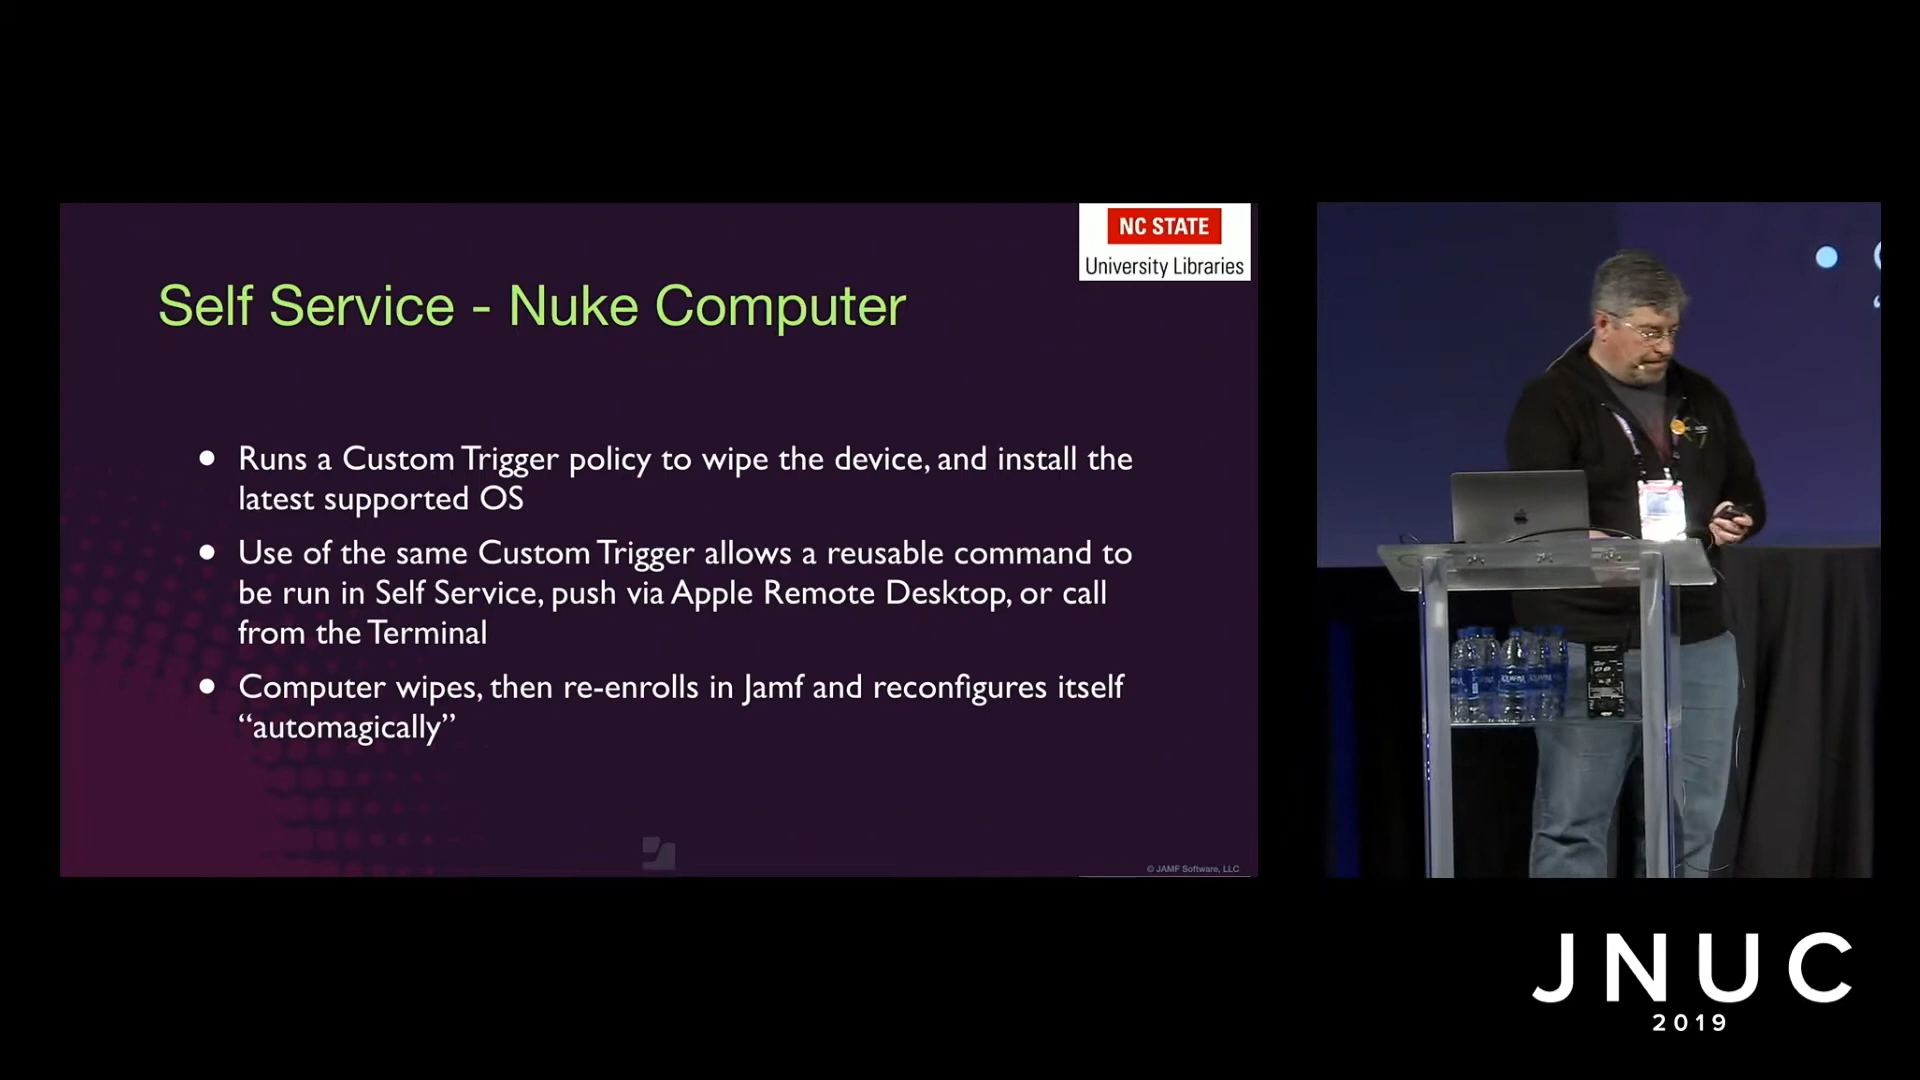 NC STATE
University Libraries
Self Service - Nuke Computer
• Runs a Custom Trigger policy to wipe the device, and install the
latest supported OS
• Use of the same Custom Trigger allows a reusable command to
be run in Self Service, push via Apple Remote Desktop, or call
from the Terminal
• Computer wipes, then re-enrolls in Jamf and reconfigures itself
“automagically”
© JAMF Software, LLC
JNUC
2019